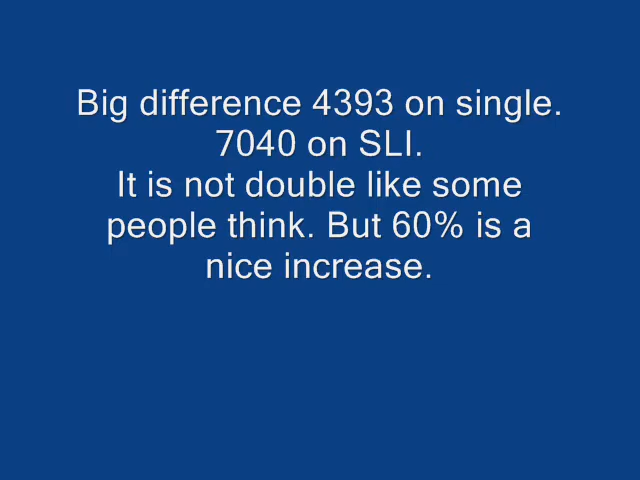 Big difference 4393 on single.
7040 on SLI.
It is not double like some
people think. But 60% is a
nice increase.